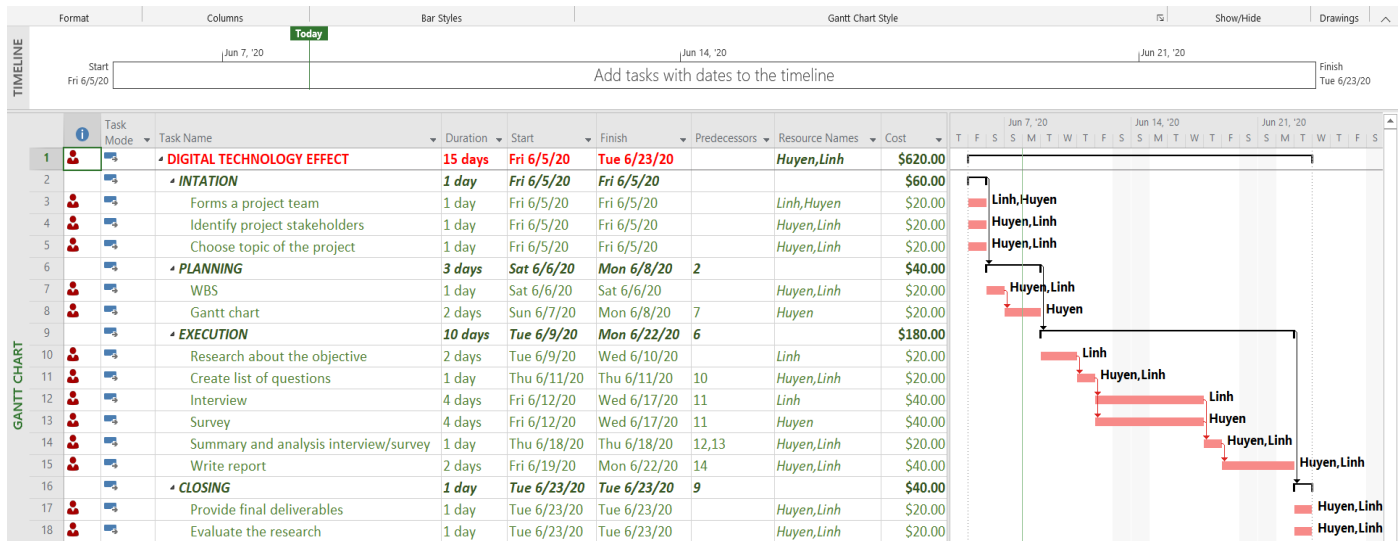 Format Columns Bar Styles Gantt Chart Style Show/Hide Drawings
Today
Jun 7, '20 Jun 14, '20 Jun 21, '20
TIMELINE
Start
Fri 6/5/20
Add tasks with dates to the timeline
Finish
Tue 6/23/20
GANTT CHART
i Task Mode Task Name Duration Start Finish Predecessors Resource Names Cost
Jun 7, '20 Jun 14, '20 Jun 21, '20
T F S S M T W T F S S M T W T F S S M T W T F S
1 DIGITAL TECHNOLOGY EFFECT 15 days Fri 6/5/20 Tue 6/23/20 Huyen,Linh $620.00
2 INTATION 1 day Fri 6/5/20 Fri 6/5/20 $60.00
3 Forms a project team 1 day Fri 6/5/20 Fri 6/5/20 Linh,Huyen $20.00 Linh,Huyen
4 Identify project stakeholders 1 day Fri 6/5/20 Fri 6/5/20 Huyen,Linh $20.00 Huyen,Linh
5 Choose topic of the project 1 day Fri 6/5/20 Fri 6/5/20 Huyen,Linh $20.00 Huyen,Linh
6 PLANNING 3 days Sat 6/6/20 Mon 6/8/20 2 $40.00
7 WBS 1 day Sat 6/6/20 Sat 6/6/20 Huyen,Linh $20.00 Huyen,Linh
8 Gantt chart 2 days Sun 6/7/20 Mon 6/8/20 7 Huyen $20.00 Huyen
9 EXECUTION 10 days Tue 6/9/20 Mon 6/22/20 6 $180.00
10 Research about the objective 2 days Tue 6/9/20 Wed 6/10/20 Linh $20.00 Linh
11 Create list of questions 1 day Thu 6/11/20 Thu 6/11/20 10 Huyen,Linh $20.00 Huyen,Linh
12 Interview 4 days Fri 6/12/20 Wed 6/17/20 11 Linh $40.00 Linh
13 Survey 4 days Fri 6/12/20 Wed 6/17/20 11 Huyen $40.00 Huyen
14 Summary and analysis interview/survey 1 day Thu 6/18/20 Thu 6/18/20 12,13 Huyen,Linh $20.00 Huyen,Linh
15 Write report 2 days Fri 6/19/20 Mon 6/22/20 14 Huyen,Linh $20.00 Huyen,Linh
16 CLOSING 1 day Tue 6/23/20 Tue 6/23/20 9 $40.00
17 Provide final deliverables 1 day Tue 6/23/20 Tue 6/23/20 Huyen,Linh $20.00 Huyen,Linh
18 Evaluate the research 1 day Tue 6/23/20 Tue 6/23/20 Huyen,Linh $20.00 Huyen,Linh